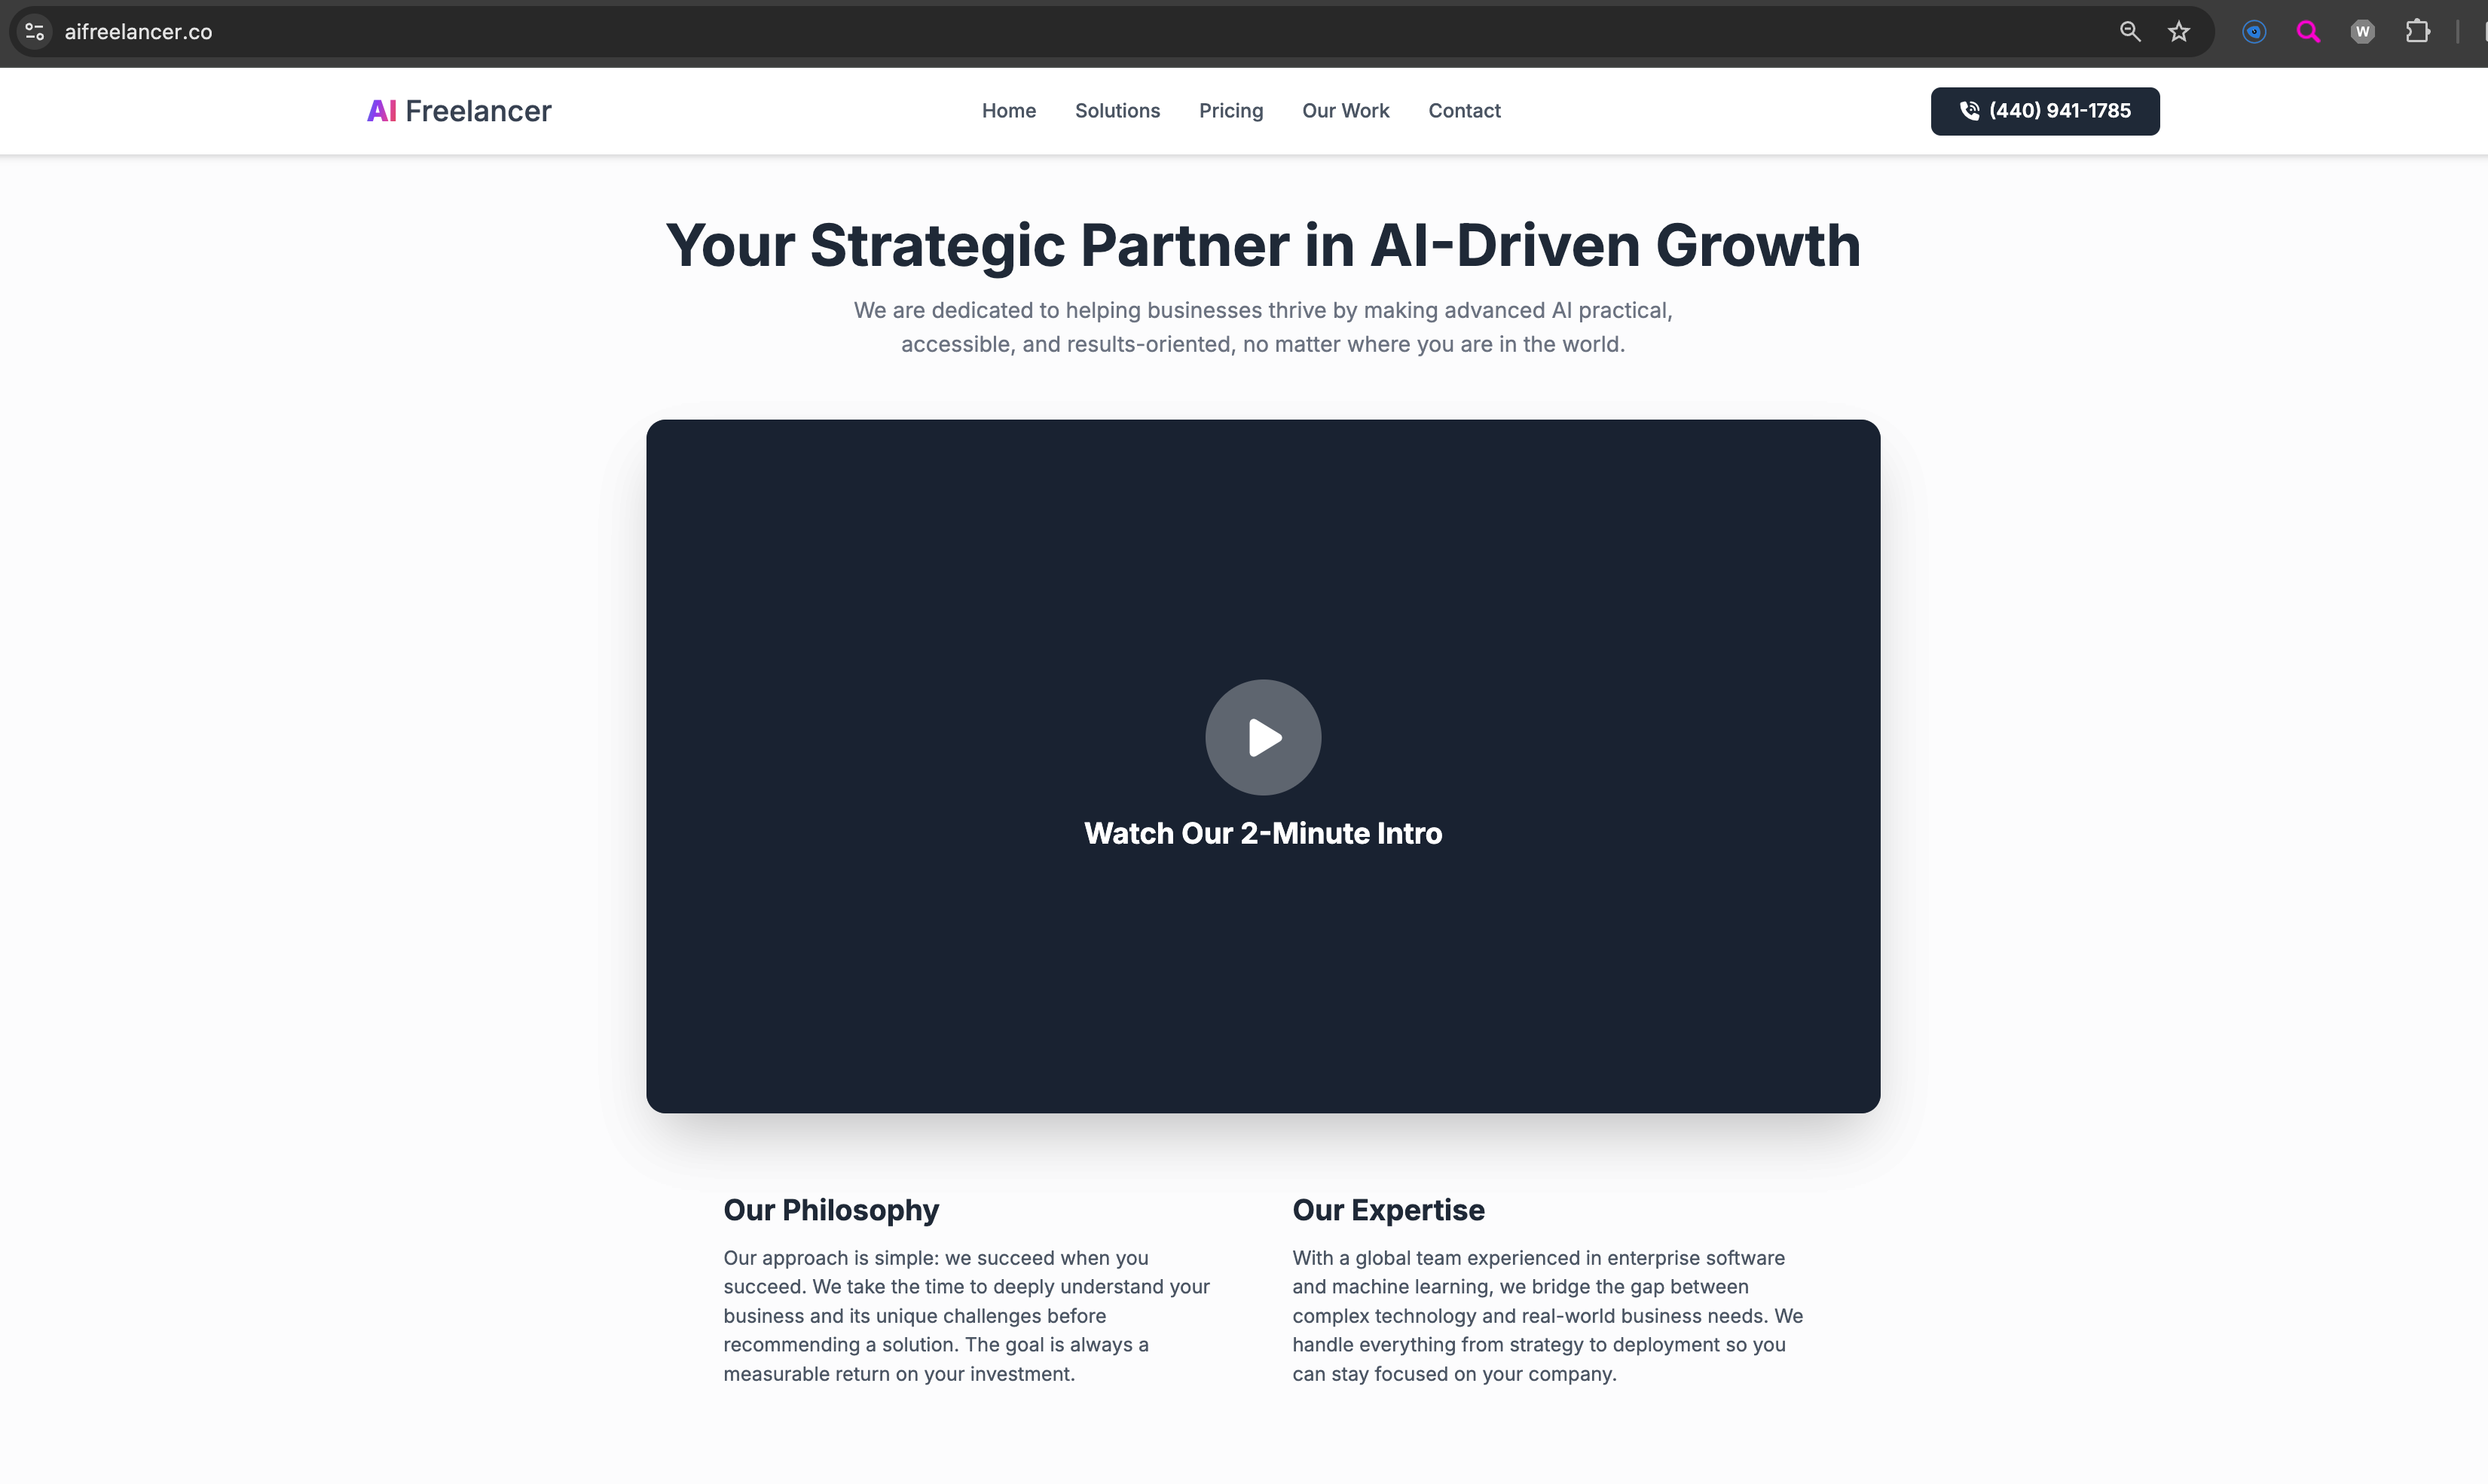 aifreelancer.co
W
AI Freelancer
Home
Solutions
Pricing
Our Work
Contact
(440) 941-1785
Your Strategic Partner in AI-Driven Growth
We are dedicated to helping businesses thrive by making advanced AI practical,
accessible, and results-oriented, no matter where you are in the world.
Watch Our 2-Minute Intro
Our Philosophy
Our approach is simple: we succeed when you
succeed. We take the time to deeply understand your
business and its unique challenges before
recommending a solution. The goal is always a
measurable return on your investment.
Our Expertise
With a global team experienced in enterprise software
and machine learning, we bridge the gap between
complex technology and real-world business needs. We
handle everything from strategy to deployment so you
can stay focused on your company.